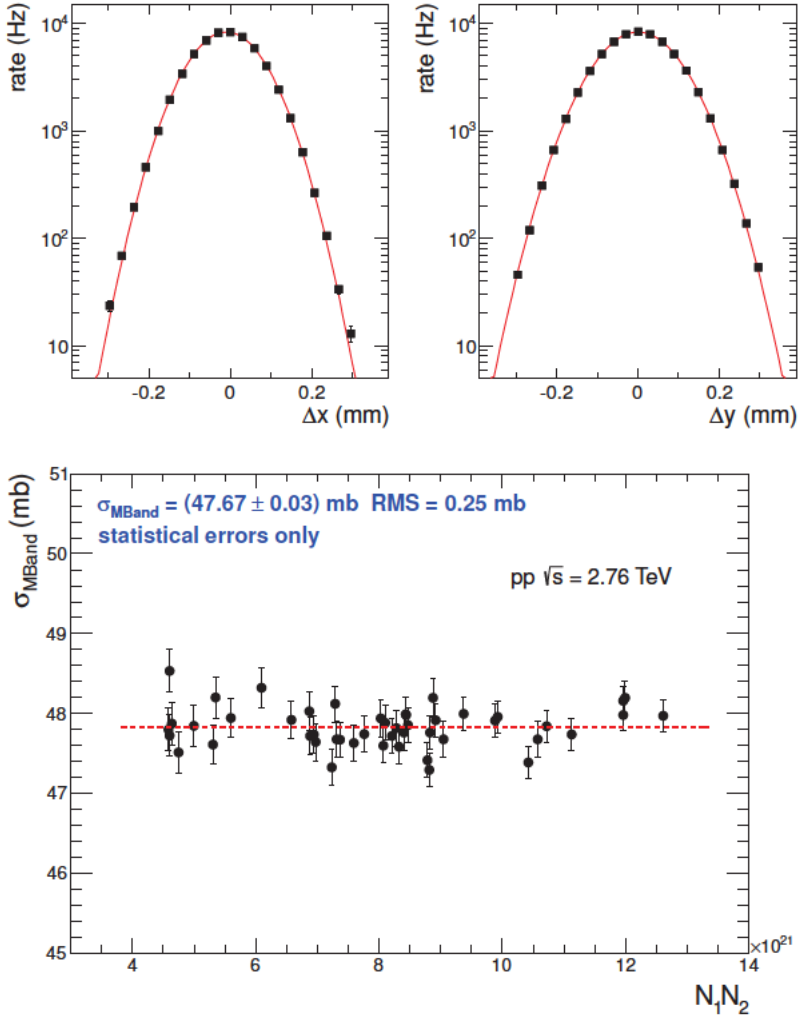 rate (Hz)
10⁴
10³
10²
10
-0.2 0 0.2
Δx (mm)
rate (Hz)
10⁴
10³
10²
10
-0.2 0 0.2
Δy (mm)
σ_MBand (mb)
51
50
49
48
47
46
45
σ_MBand = (47.67 ± 0.03) mb RMS = 0.25 mb
statistical errors only
pp √s = 2.76 TeV
4 6 8 10 12 14
×10²¹
N₁N₂